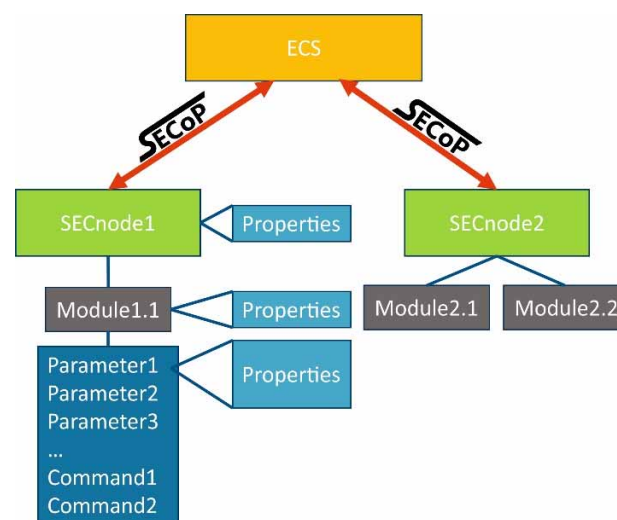 ECS
SECoP
SECoP
SECnode1
Properties
SECnode2
Module1.1
Properties
Module2.1
Module2.2
Parameter1
Parameter2
Parameter3
...
Command1
Command2
Properties